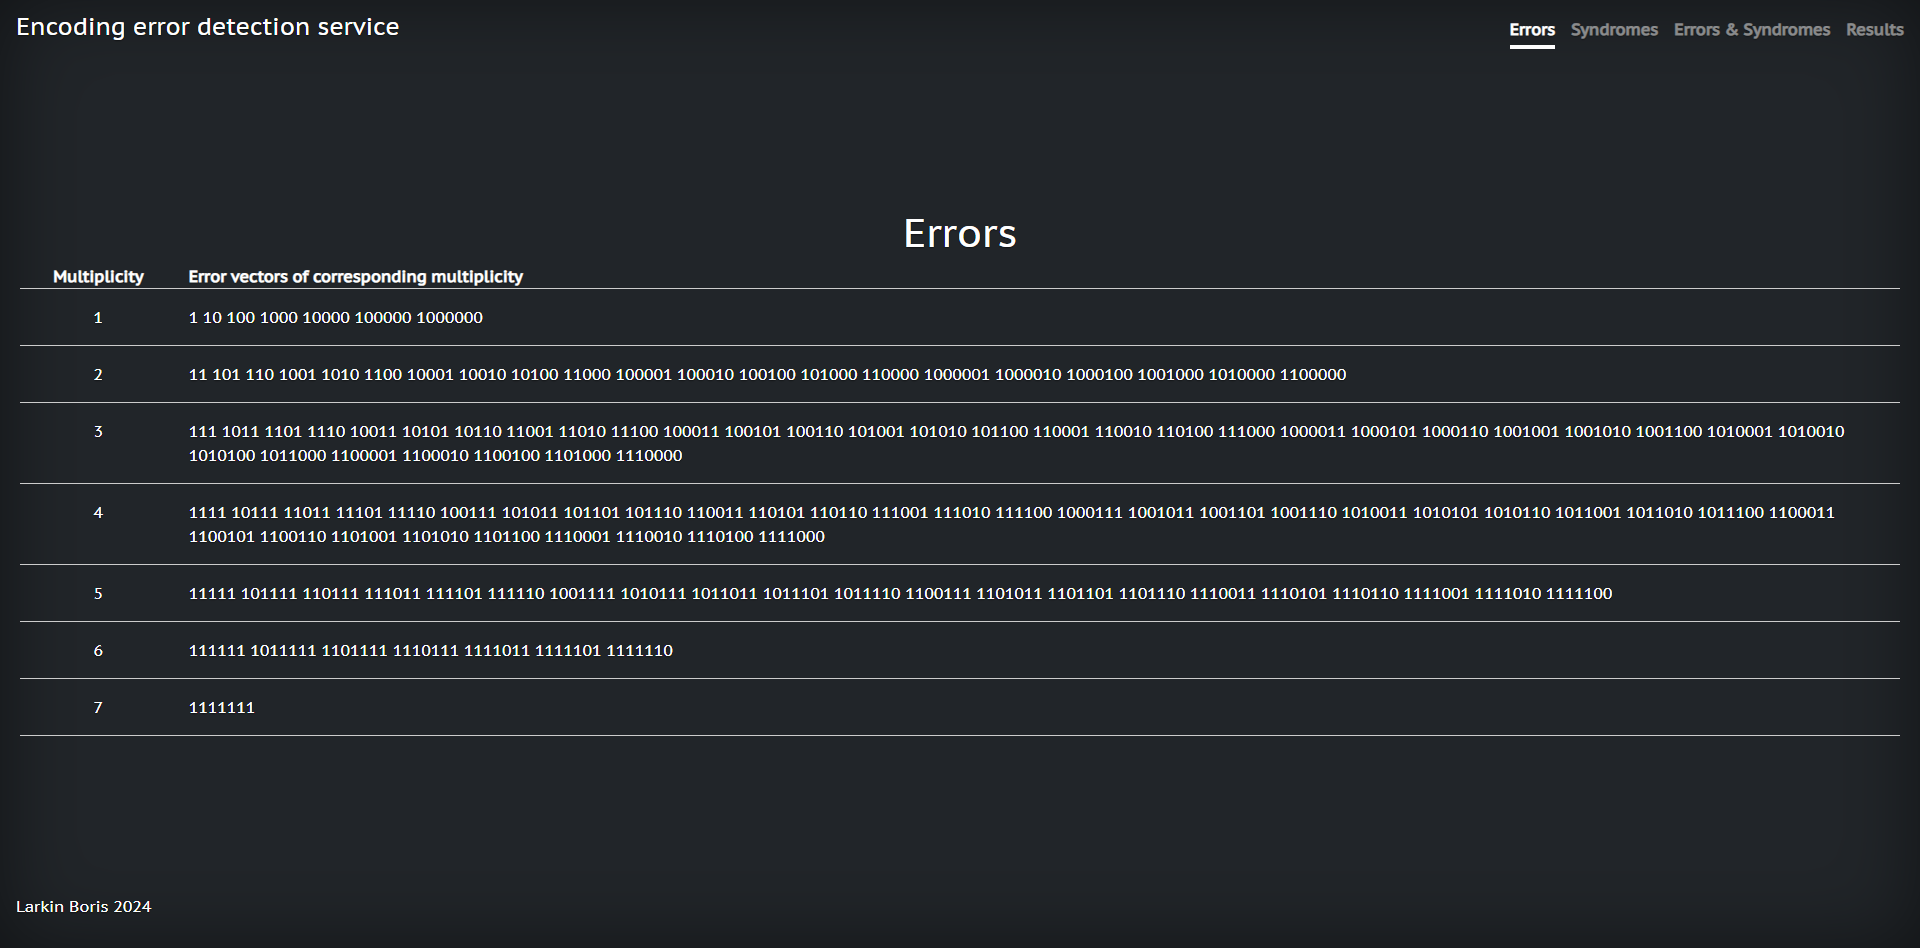 Encoding error detection service
Errors Syndromes Errors & Syndromes Results
Errors
Multiplicity Error vectors of corresponding multiplicity
1 1 10 100 1000 10000 100000 1000000
2 11 101 110 1001 1010 1100 10001 10010 10100 11000 100001 100010 100100 101000 110000 1000001 1000010 1000100 1001000 1010000 1100000
3 111 1011 1101 1110 10011 10101 10110 11001 11010 11100 100011 100101 100110 101001 101010 101100 110001 110010 110100 111000 1000011 1000101 1000110 1001001 1001010 1001100 1010001 1010010
1010100 1011000 1100001 1100010 1100100 1101000 1110000
4 1111 10111 11011 11101 11110 100111 101011 101101 101110 110011 110101 110110 111001 111010 111100 1000111 1001011 1001101 1001110 1010011 1010101 1010110 1011001 1011010 1011100 1100011
1100101 1100110 1101001 1101010 1101100 1110001 1110010 1110100 1111000
5 11111 101111 110111 111011 111101 111110 1001111 1010111 1011011 1011101 1011110 1100111 1101011 1101101 1101110 1110011 1110101 1110110 1111001 1111010 1111100
6 111111 1011111 1101111 1110111 1111011 1111101 1111110
7 1111111
Larkin Boris 2024